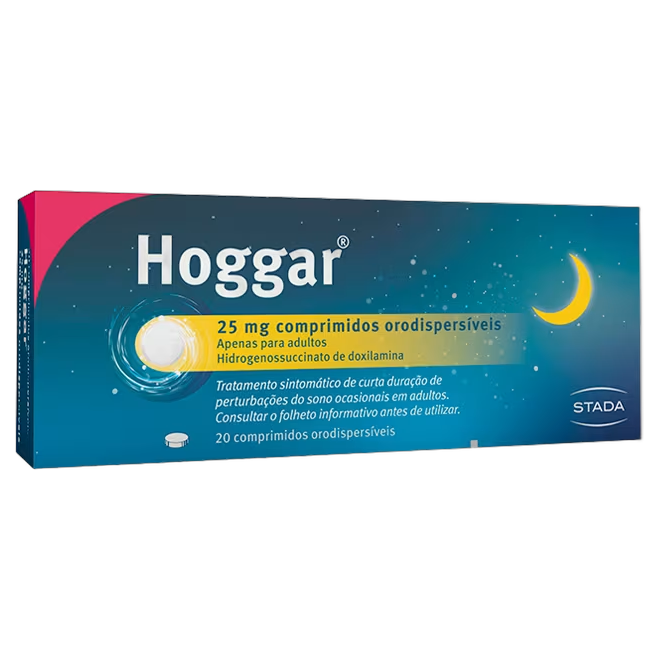 Hoggar®
25 mg comprimidos orodispersíveis
Apenas para adultos
Hidrogenossuccinato de doxilamina
Tratamento sintomático de curta duração de
perturbações do sono ocasionais em adultos.
Consultar o folheto informativo antes de utilizar.
20 comprimidos orodispersíveis
STADA